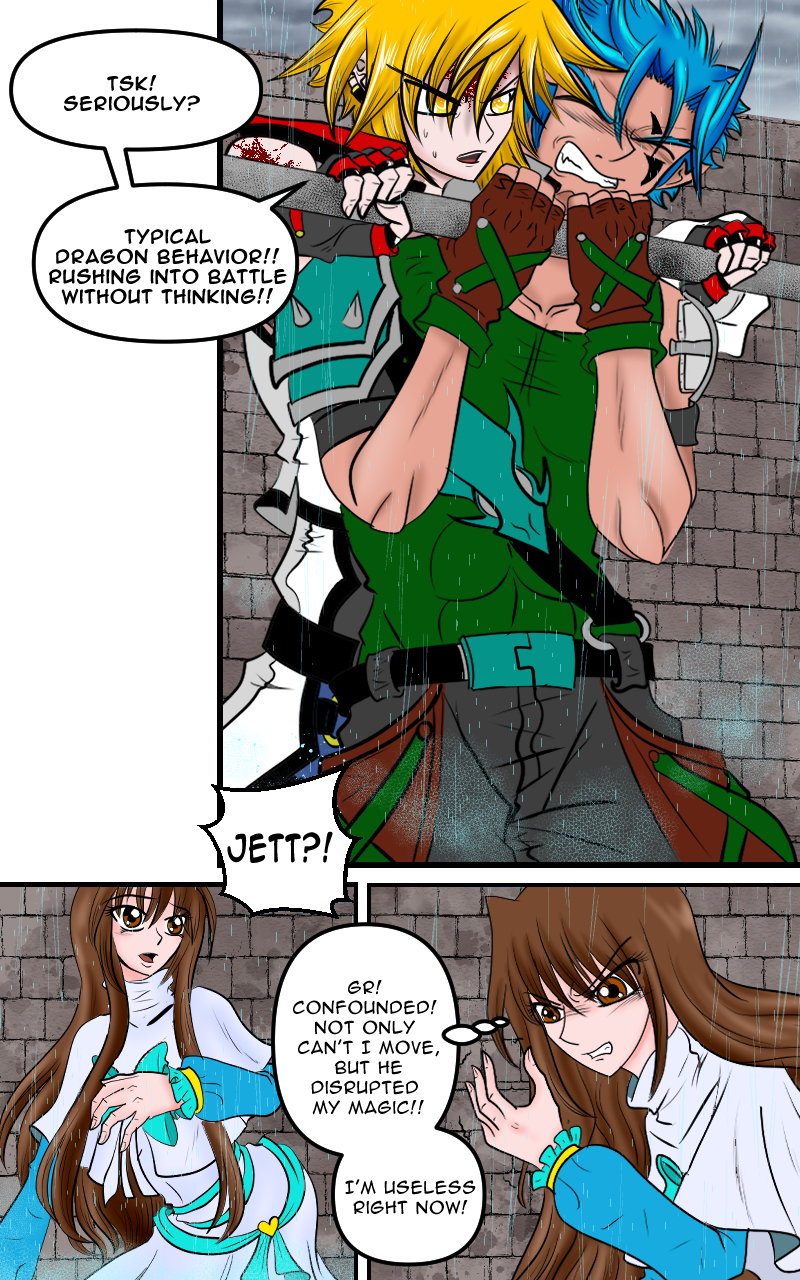 TSK!
SERIOUSLY?
TYPICAL
DRAGON BEHAVIOR!!
RUSHING INTO BATTLE
WITHOUT THINKING!!
JETT?!
GR!
CONFOUNDED!
NOT ONLY
CAN'T I MOVE,
BUT HE
DISRUPTED
MY MAGIC!!
I'M USELESS
RIGHT NOW!